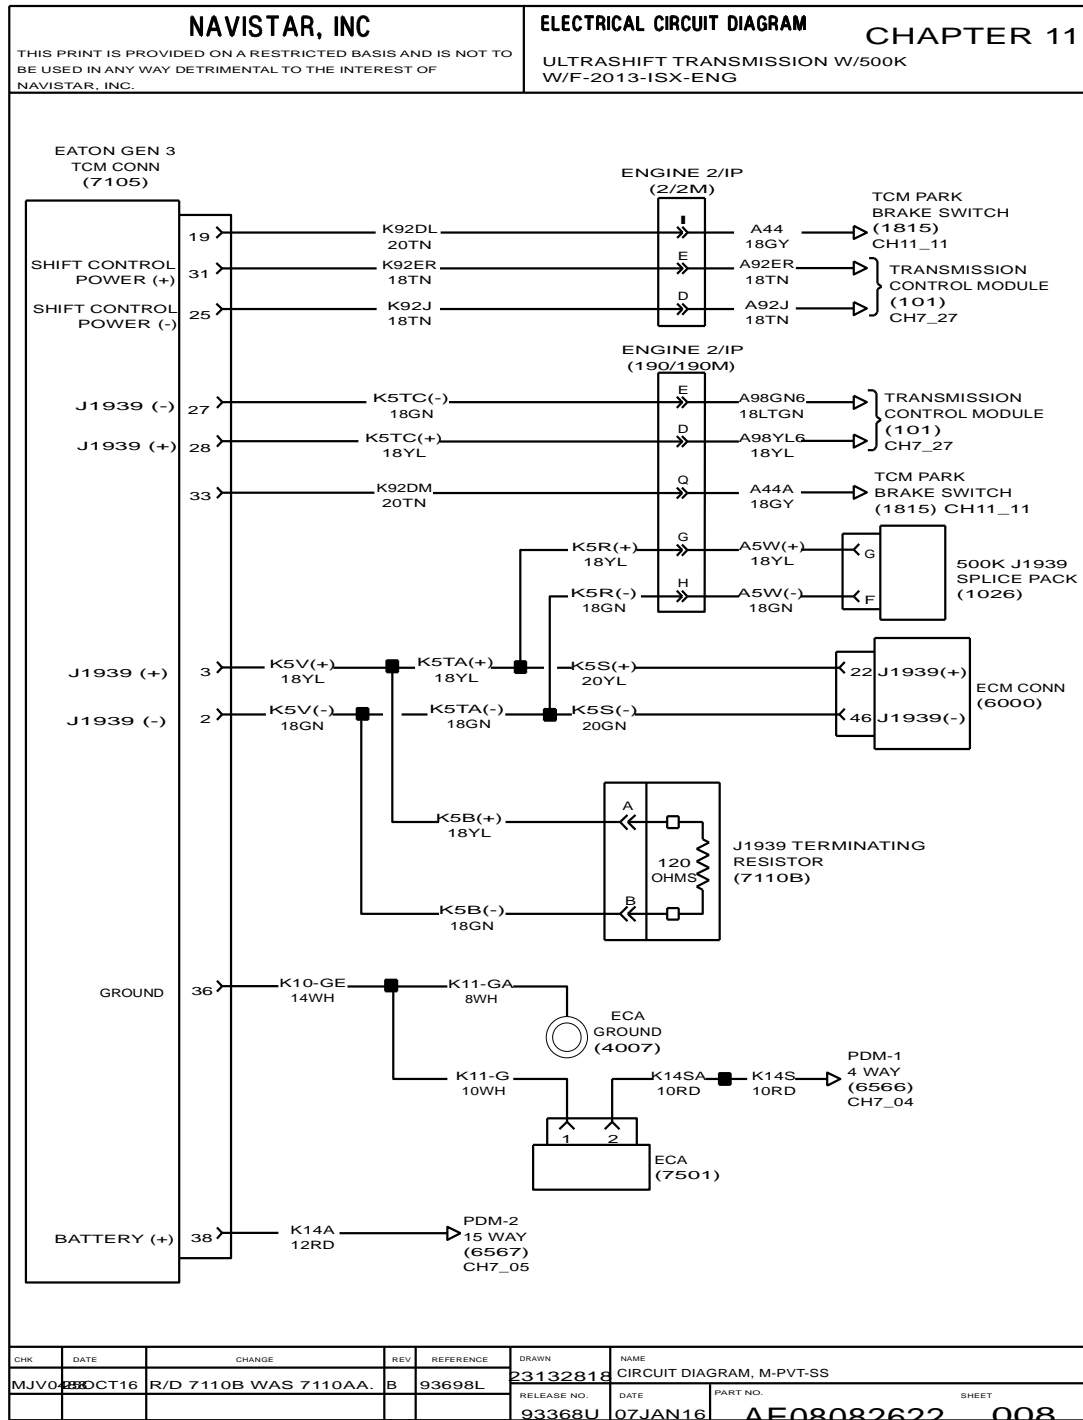 NAVISTAR, INC
THIS PRINT IS PROVIDED ON A RESTRICTED BASIS AND IS NOT TO
BE USED IN ANY WAY DETRIMENTAL TO THE INTEREST OF
NAVISTAR, INC.
ELECTRICAL CIRCUIT DIAGRAM
CHAPTER 11
ULTRASHIFT TRANSMISSION W/500K
W/F-2013-ISX-ENG
EATON GEN 3
TCM CONN
(7105)
ENGINE 2/IP
(2/2M)
19
K92DL
20TN
I
A44
18GY
TCM PARK
BRAKE SWITCH
(1815)
CH11_11
SHIFT CONTROL
POWER (+)
31
K92ER
18TN
E
A92ER
18TN
SHIFT CONTROL
POWER (-)
25
K92J
18TN
D
A92J
18TN
TRANSMISSION
CONTROL MODULE
(101)
CH7_27
ENGINE 2/IP
(190/190M)
J1939 (-)
27
K5TC(-)
18GN
E
A98GN6
18LTGN
J1939 (+)
28
K5TC(+)
18YL
D
A98YL6
18YL
TRANSMISSION
CONTROL MODULE
(101)
CH7_27
33
K92DM
20TN
Q
A44A
18GY
TCM PARK
BRAKE SWITCH
(1815) CH11_11
K5R(+)
18YL
G
A5W(+)
18YL
G
K5R(-)
18GN
H
A5W(-)
18GN
F
500K J1939
SPLICE PACK
(1026)
J1939 (+)
3
K5V(+)
18YL
K5TA(+)
18YL
K5S(+)
20YL
22
J1939(+)
J1939 (-)
2
K5V(-)
18GN
K5TA(-)
18GN
K5S(-)
20GN
46
J1939(-)
ECM CONN
(6000)
K5B(+)
18YL
A
K5B(-)
18GN
B
120
OHMS
J1939 TERMINATING
RESISTOR
(7110B)
GROUND
36
K10-GE
14WH
K11-GA
8WH
ECA
GROUND
(4007)
K11-G
10WH
K14SA
10RD
K14S
10RD
PDM-1
4 WAY
(6566)
CH7_04
1
2
ECA
(7501)
BATTERY (+)
38
K14A
12RD
PDM-2
15 WAY
(6567)
CH7_05
CHK
DATE
CHANGE
REV
REFERENCE
DRAWN
NAME
R/D 7110B WAS 7110AA.
B
93698L
23132818
CIRCUIT DIAGRAM, M-PVT-SS
RELEASE NO.
DATE
PART NO.
SHEET
93368U
07JAN16
AE08082622
008